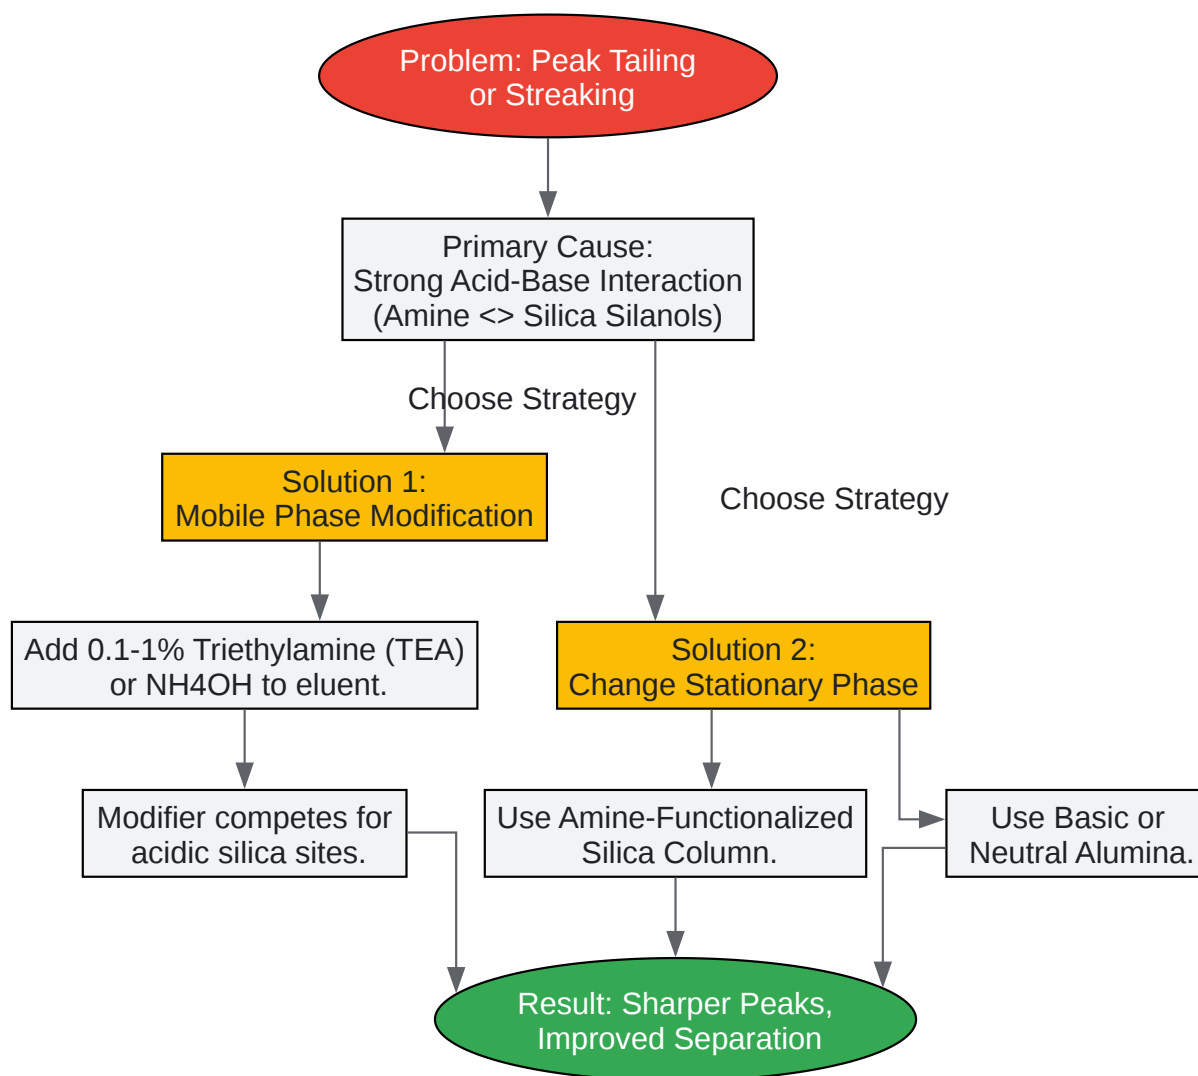 Problem: Peak Tailing
or Streaking
Primary Cause:
Strong Acid-Base Interaction
(Amine <> Silica Silanols)
Choose Strategy
Solution 1:
Mobile Phase Modification
Choose Strategy
Add 0.1-1% Triethylamine (TEA)
or NH4OH to eluent.
Solution 2:
Change Stationary Phase
Modifier competes for
acidic silica sites.
Use Amine-Functionalized
Silica Column.
Use Basic or
Neutral Alumina.
Result: Sharper Peaks,
Improved Separation